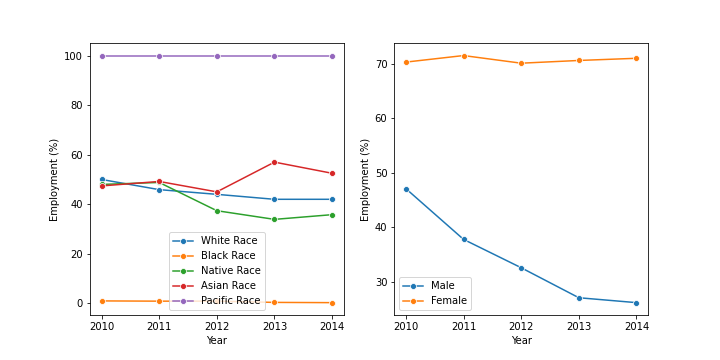 100
80
60
40
20
0
Employment (%)
2010 2011 2012 2013 2014
Year
White Race
Black Race
Native Race
Asian Race
Pacific Race
70
60
50
40
30
Employment (%)
2010 2011 2012 2013 2014
Year
Male
Female